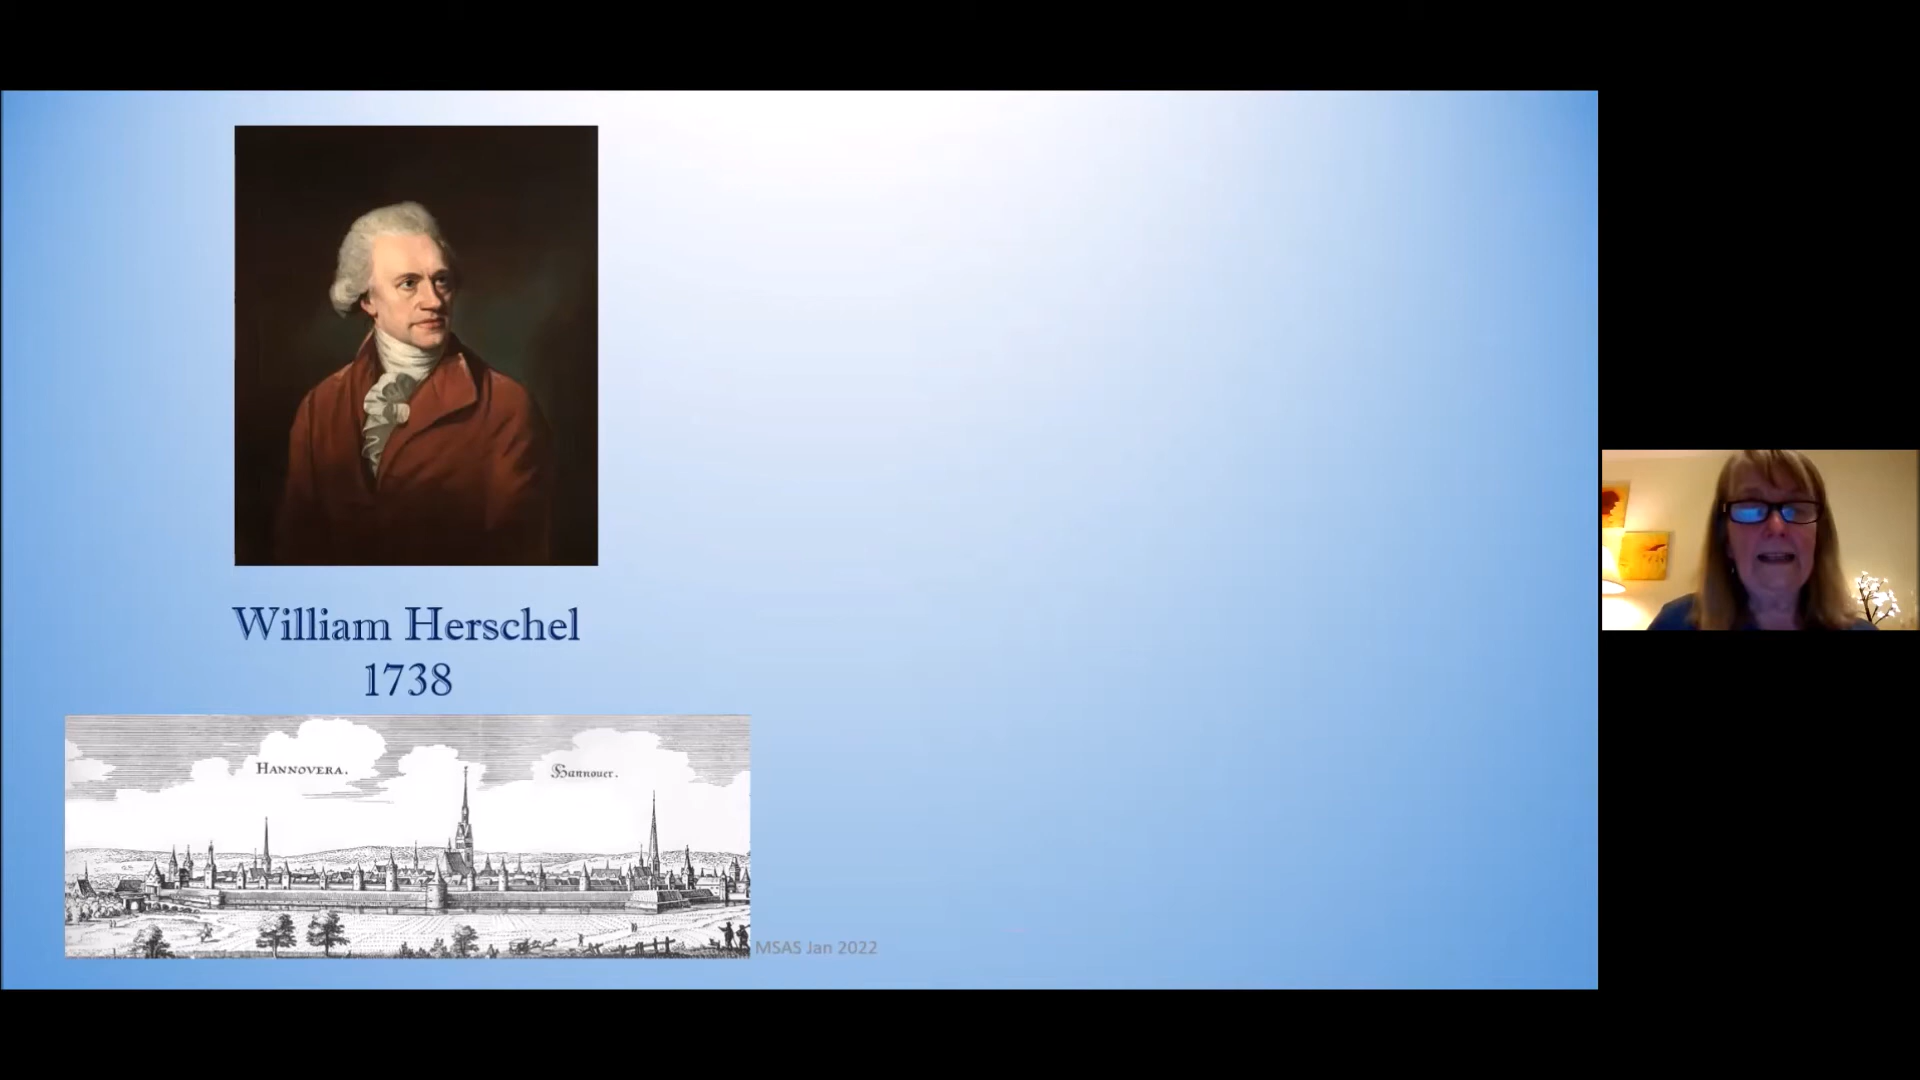 William Herschel
1738
HANNOVERA.
Hannouer.
MSAS Jan 2022